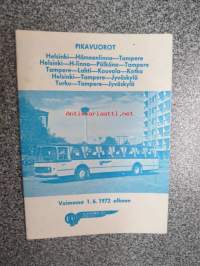 PIKAVUOROT
Helsinki—Hämeenlinna—Tampere
Helsinki—H-linna—Pälkäne—Tampere
Tampere—Lahti—Kouvola—Kotka
Helsinki—Tampere—Jyväskylä
Turku—Tampere—Jyväskylä
Voimassa 1. 6. 1972 alkaen